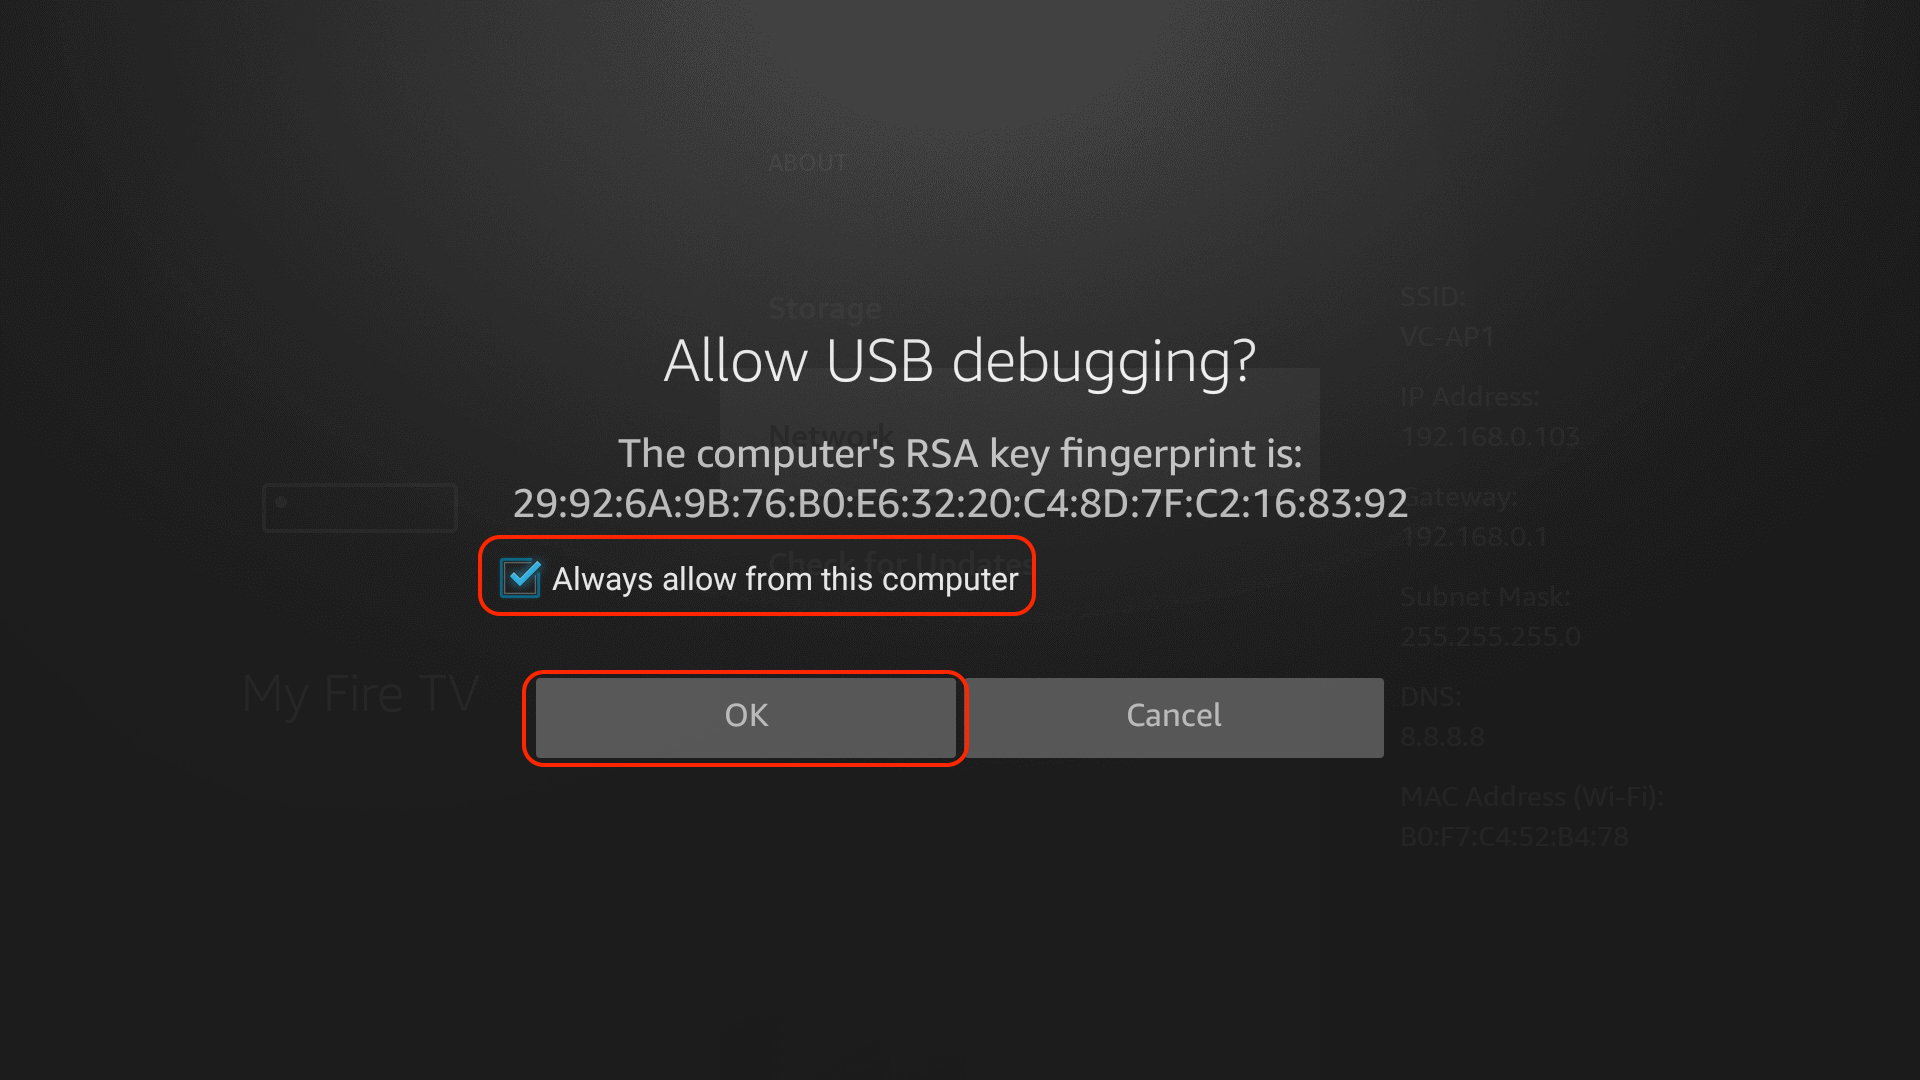 ABOUT
Storage
SSID:
VC-AP1
Allow USB debugging?
IP Address:
192.168.0.103
Network
The computer's RSA key fingerprint is:
29:92:6A:9B:76:B0:E6:32:20:C4:8D:7F:C2:16:83:92
Gateway:
192.168.0.1
Check for Updates
Always allow from this computer
Subnet Mask:
255.255.255.0
My Fire TV
OK
Cancel
DNS:
8.8.8.8
MAC Address (Wi-Fi):
B0:F7:C4:52:B4:78